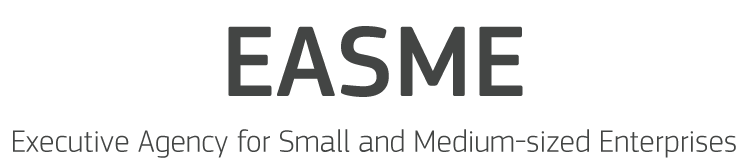 EASME
Executive Agency for Small and Medium-sized Enterprises